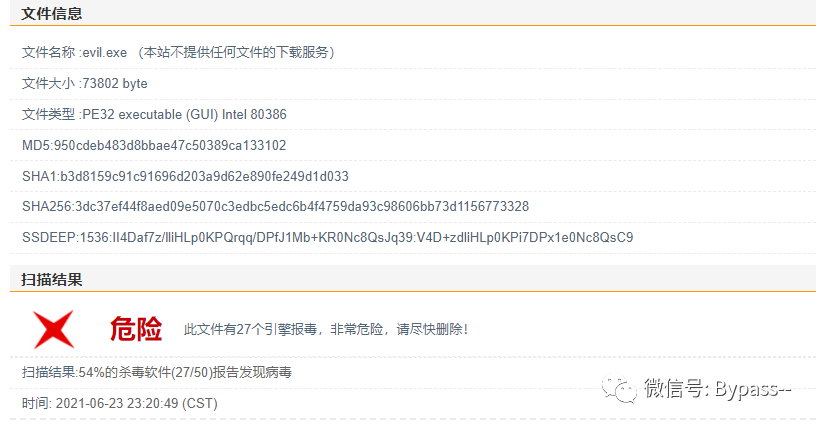 文件信息
文件名称 :evil.exe （本站不提供任何文件的下载服务）
文件大小 :73802 byte
文件类型 :PE32 executable (GUI) Intel 80386
MD5:950cdeb483d8bbae47c50389ca133102
SHA1:b3d8159c91c91696d203a9d62e890fe249d1d033
SHA256:3dc37ef44f8aed09e5070c3edbc5edc6b4f4759da93c98606bb73d1156773328
SSDEEP:1536:II4Daf7z/IliHLp0KPQrqq/DPfJ1Mb+KR0Nc8QsJq39:V4D+zdliHLp0KPi7DPx1e0Nc8QsC9
扫描结果
危险 此文件有27个引擎报毒，非常危险，请尽快删除！
扫描结果:54%的杀毒软件(27/50)报告发现病毒
时间: 2021-06-23 23:20:49 (CST)
微信号: Bypass--